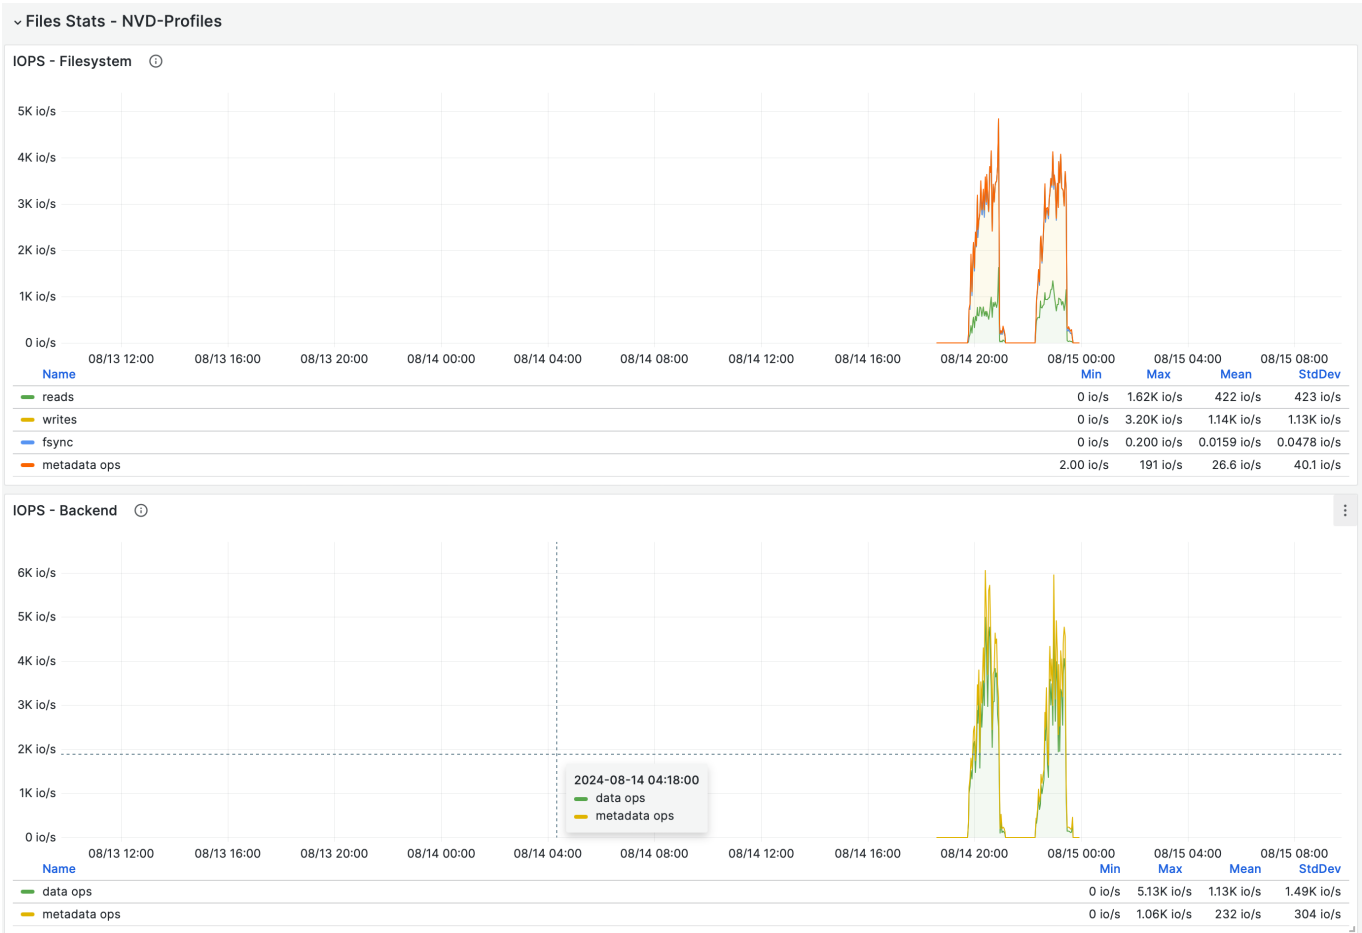 Files Stats - NVD-Profiles
IOPS - Filesystem
5K io/s
4K io/s
3K io/s
2K io/s
1K io/s
0 io/s
08/13 12:00 08/13 16:00 08/13 20:00 08/14 00:00 08/14 04:00 08/14 08:00 08/14 12:00 08/14 16:00 08/14 20:00 08/15 00:00 08/15 04:00 08/15 08:00
Name Min Max Mean StdDev
reads 0 io/s 1.62K io/s 422 io/s 423 io/s
writes 0 io/s 3.20K io/s 1.14K io/s 1.13K io/s
fsync 0 io/s 0.200 io/s 0.0159 io/s 0.0478 io/s
metadata ops 2.00 io/s 191 io/s 26.6 io/s 40.1 io/s
IOPS - Backend
6K io/s
5K io/s
4K io/s
3K io/s
2K io/s
1K io/s
0 io/s
2024-08-14 04:18:00
data ops
metadata ops
08/13 12:00 08/13 16:00 08/13 20:00 08/14 00:00 08/14 04:00 08/14 08:00 08/14 12:00 08/14 16:00 08/14 20:00 08/15 00:00 08/15 04:00 08/15 08:00
Name Min Max Mean StdDev
data ops 0 io/s 5.13K io/s 1.13K io/s 1.49K io/s
metadata ops 0 io/s 1.06K io/s 232 io/s 304 io/s